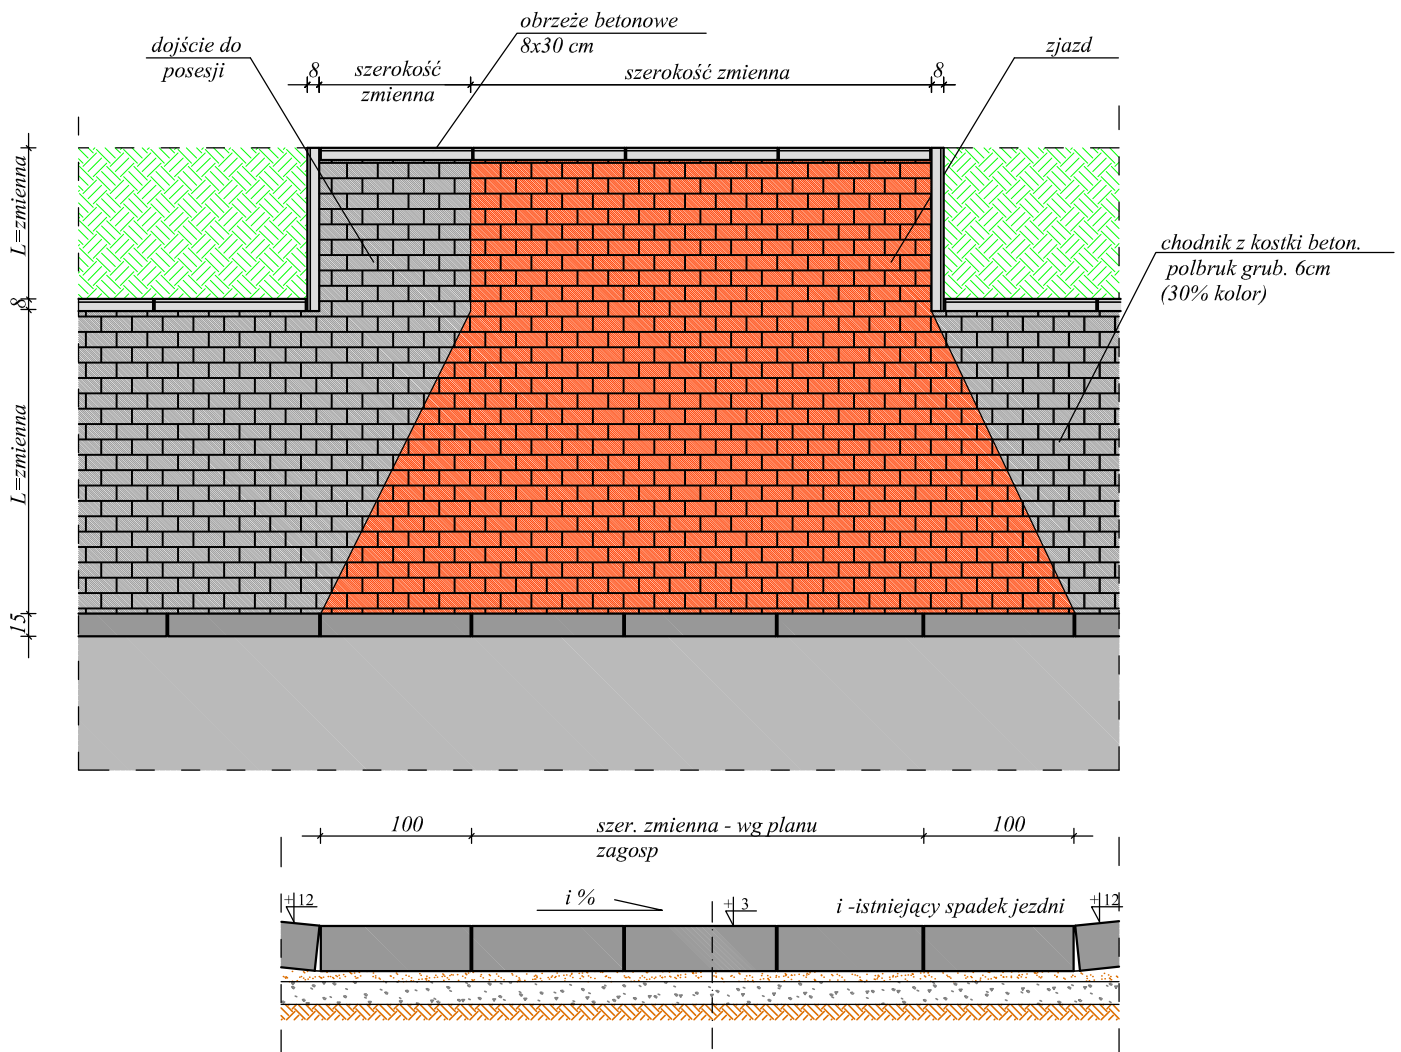 obrzeże betonowe
8x30 cm
dojście do
posesji
zjazd
8
szerokość
zmienna
szerokość zmienna
8
L=zmienna
8
chodnik z kostki beton.
polbruk grub. 6cm
(30% kolor)
L=zmienna
15
100
szer. zmienna - wg planu
zagosp
100
+12
i %
+3
i -istniejący spadek jezdni
+12